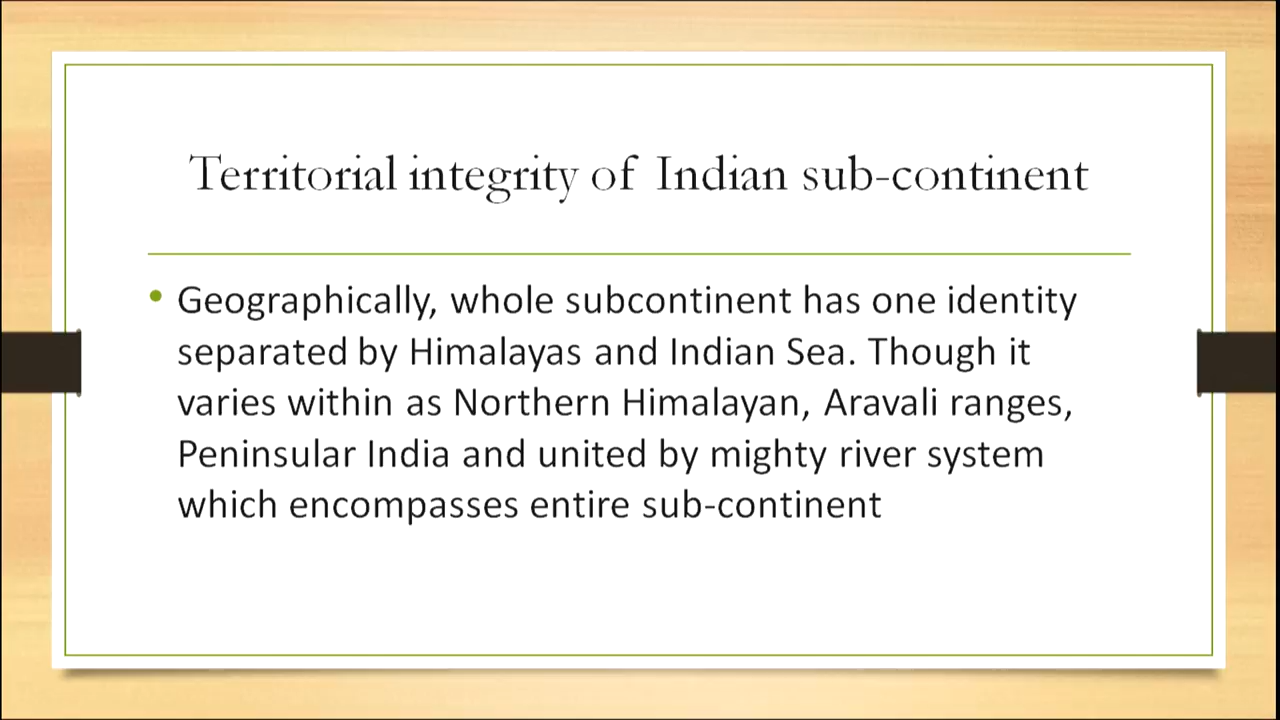 Territorial integrity of Indian sub-continent
• Geographically, whole subcontinent has one identity
separated by Himalayas and Indian Sea. Though it
varies within as Northern Himalayan, Aravali ranges,
Peninsular India and united by mighty river system
which encompasses entire sub-continent